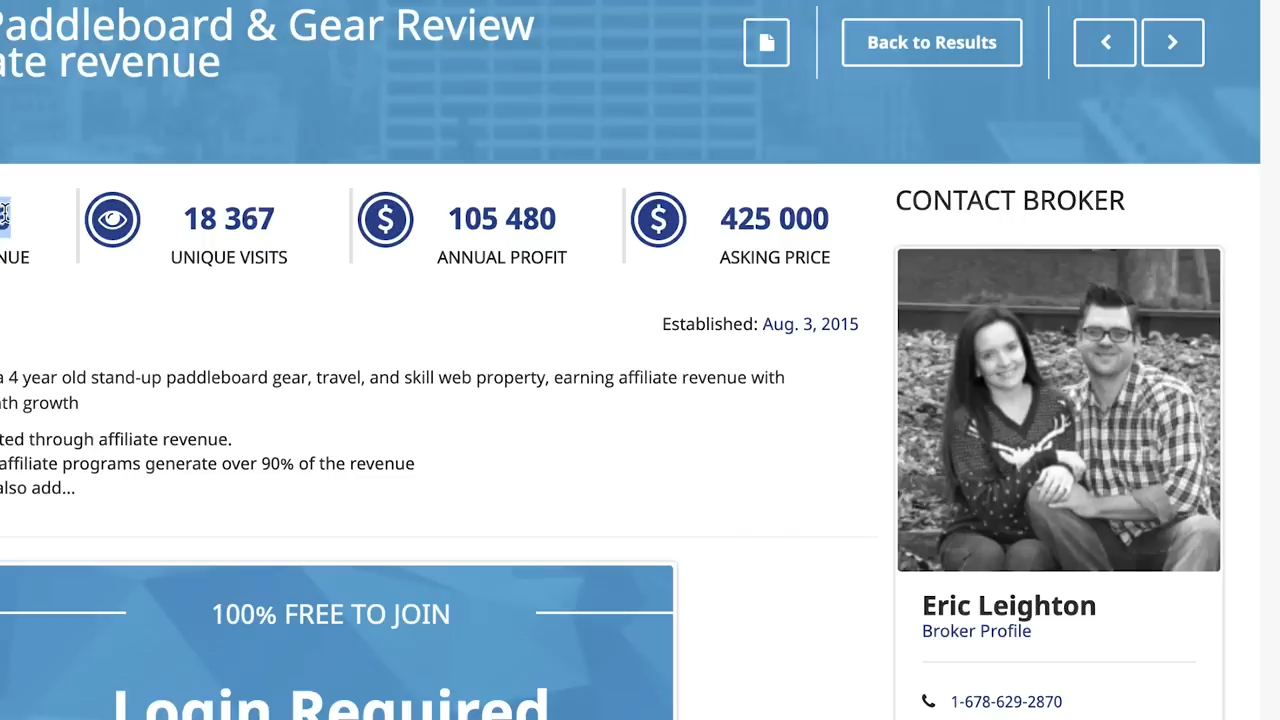 Paddleboard & Gear Review
ate revenue
Back to Results
NUE
18 367
UNIQUE VISITS
105 480
ANNUAL PROFIT
425 000
ASKING PRICE
CONTACT BROKER
Established: Aug. 3, 2015
a 4 year old stand-up paddleboard gear, travel, and skill web property, earning affiliate revenue with
nth growth
ted through affiliate revenue.
affiliate programs generate over 90% of the revenue
also add...
100% FREE TO JOIN
Login Required
Eric Leighton
Broker Profile
1-678-629-2870